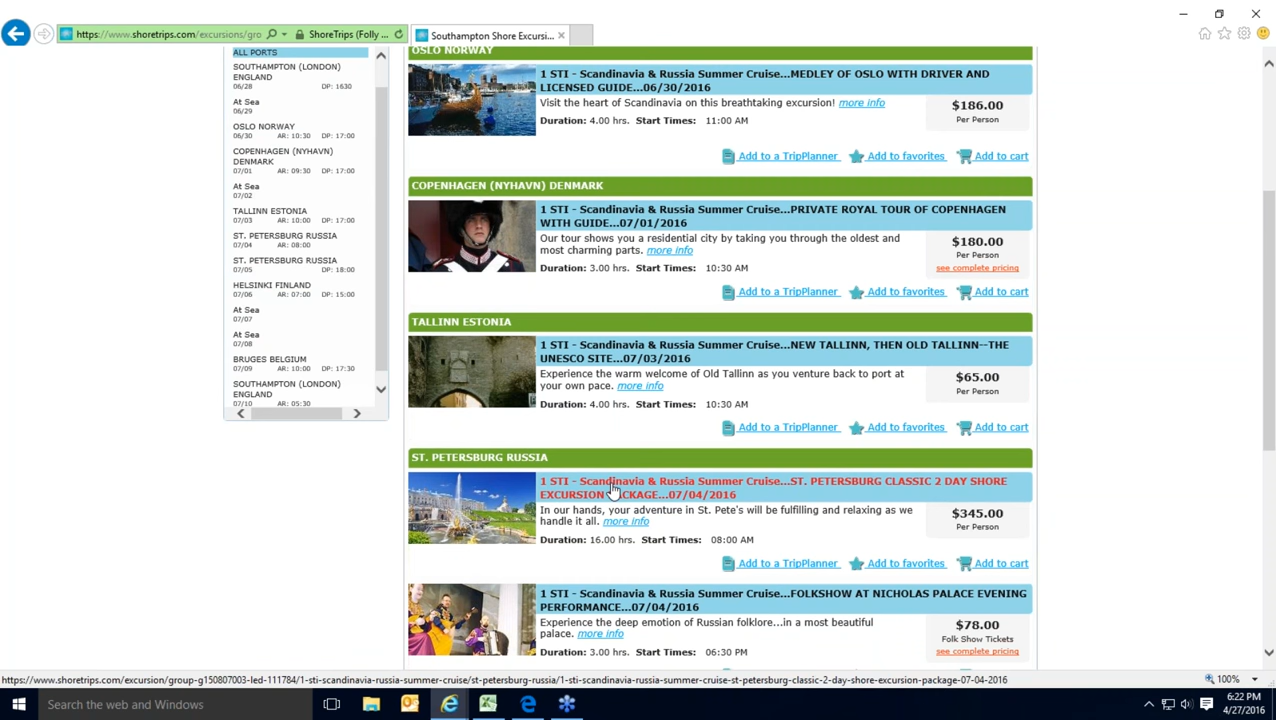 https://www.shoretrips.com/excursions/gro
ShoreTrips (Folly ...
Southampton Shore Excursi...
ALL PORTS
SOUTHAMPTON (LONDON)
ENGLAND
06/28 DP: 1630
At Sea
06/29
OSLO NORWAY
06/30 AR: 10:30 DP: 17:00
COPENHAGEN (NYHAVN)
DENMARK
07/01 AR: 09:30 DP: 17:00
At Sea
07/02
TALLINN ESTONIA
07/03 AR: 10:00 DP: 17:00
ST. PETERSBURG RUSSIA
07/04 AR: 08:00
ST. PETERSBURG RUSSIA
07/05 DP: 18:00
HELSINKI FINLAND
07/06 AR: 07:00 DP: 15:00
At Sea
07/07
At Sea
07/08
BRUGES BELGIUM
07/09 AR: 10:00 DP: 17:30
SOUTHAMPTON (LONDON)
ENGLAND
07/10 AR: 05:30
OSLO NORWAY
1 STI - Scandinavia & Russia Summer Cruise...MEDLEY OF OSLO WITH DRIVER AND
LICENSED GUIDE...06/30/2016
Visit the heart of Scandinavia on this breathtaking excursion! more info
Duration: 4.00 hrs. Start Times: 11:00 AM
$186.00
Per Person
Add to a TripPlanner Add to favorites Add to cart
COPENHAGEN (NYHAVN) DENMARK
1 STI - Scandinavia & Russia Summer Cruise...PRIVATE ROYAL TOUR OF COPENHAGEN
WITH GUIDE...07/01/2016
Our tour shows you a residential city by taking you through the oldest and
most charming parts. more info
Duration: 3.00 hrs. Start Times: 10:30 AM
$180.00
Per Person
see complete pricing
Add to a TripPlanner Add to favorites Add to cart
TALLINN ESTONIA
1 STI - Scandinavia & Russia Summer Cruise...NEW TALLINN, THEN OLD TALLINN--THE
UNESCO SITE...07/03/2016
Experience the warm welcome of Old Tallinn as you venture back to port at
your own pace. more info
Duration: 4.00 hrs. Start Times: 10:30 AM
$65.00
Per Person
Add to a TripPlanner Add to favorites Add to cart
ST. PETERSBURG RUSSIA
1 STI - Scandinavia & Russia Summer Cruise...ST. PETERSBURG CLASSIC 2 DAY SHORE
EXCURSION PACKAGE...07/04/2016
In our hands, your adventure in St. Pete's will be fulfilling and relaxing as we
handle it all. more info
Duration: 16.00 hrs. Start Times: 08:00 AM
$345.00
Per Person
Add to a TripPlanner Add to favorites Add to cart
1 STI - Scandinavia & Russia Summer Cruise...FOLKSHOW AT NICHOLAS PALACE EVENING
PERFORMANCE...07/04/2016
Experience the deep emotion of Russian folklore...in a most beautiful
palace. more info
Duration: 3.00 hrs. Start Times: 06:30 PM
$78.00
Folk Show Tickets
see complete pricing
https://www.shoretrips.com/excursion/group-g150807003-led-111784/1-sti-scandinavia-russia-summer-cruise/st-petersburg-russia/1-sti-scandinavia-russia-summer-cruise-st-petersburg-classic-2-day-shore-excursion-package-07-04-2016
100%
Search the web and Windows
6:22 PM
4/27/2016